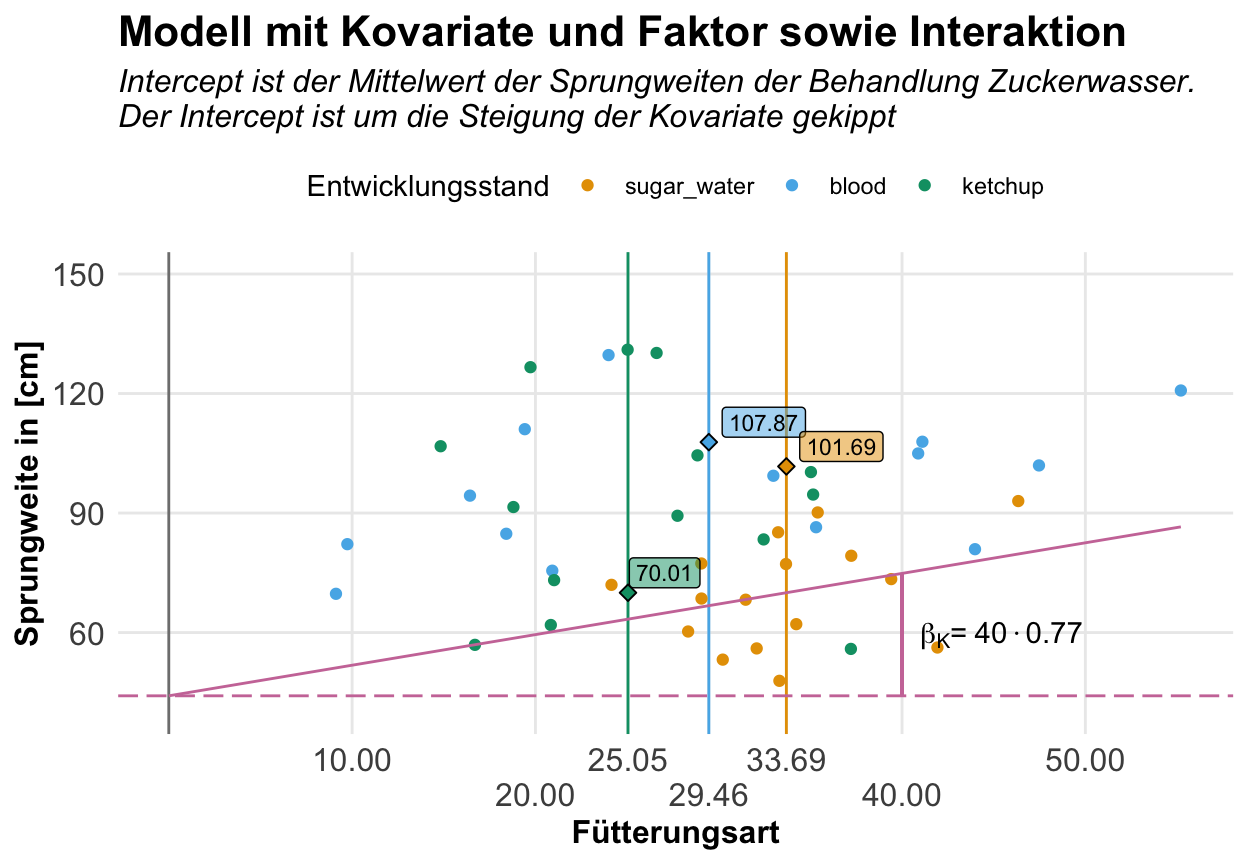 Modell mit Kovariate und Faktor sowie Interaktion
Intercept ist der Mittelwert der Sprungweiten der Behandlung Zuckerwasser.
Der Intercept ist um die Steigung der Kovariate gekippt
Entwicklungsstand sugar_water blood ketchup
Sprungweite in [cm]
150
120
90
60
107.87
101.69
70.01
βK= 40 · 0.77
10.00 25.05 33.69 50.00
20.00 29.46 40.00
Fütterungsart